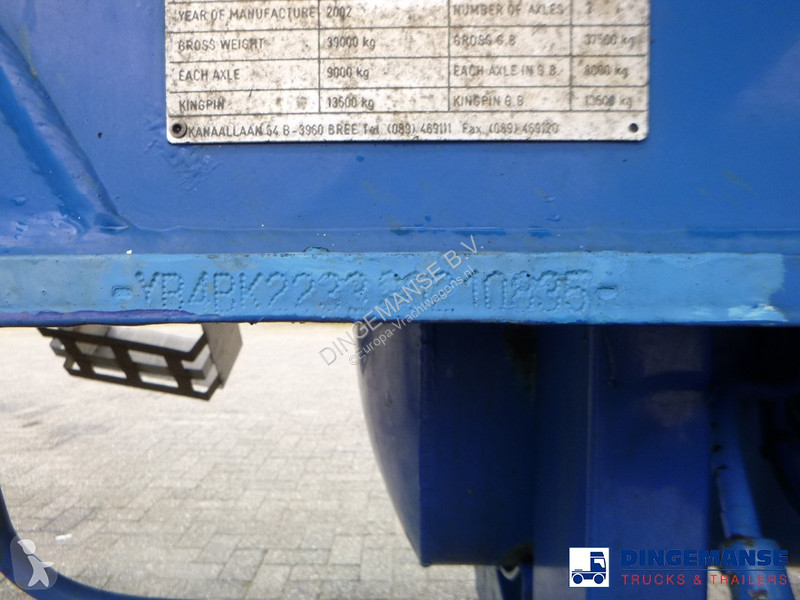 YEAR OF MANUFACTURE 2002 NUMBER OF AXLES 3
GROSS WEIGHT 39000 kg GROSS G.B 37500 kg
EACH AXLE 9000 kg EACH AXLE IN G.B. 8000 kg
KINGPIN 13500 kg KINGPIN G.B 13500 kg
KANAALLAAN 54 B-3960 BREE Tel. (089) 469111 Fax. (089) 469120
DINGEMANSE B.V.
©Europa-Vrachtwagens.nl
DINGEMANSE
TRUCKS & TRAILERS